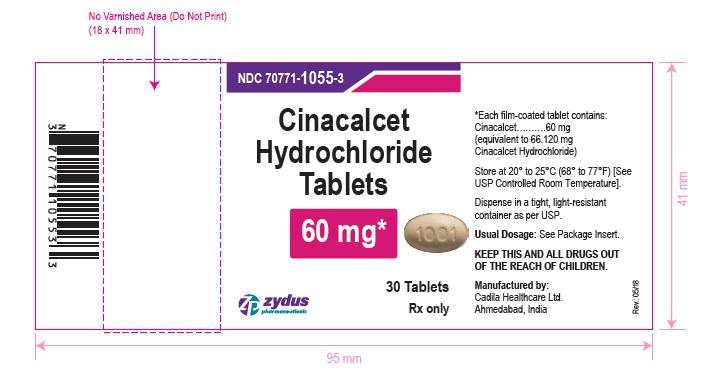 No Varnished Area (Do Not Print)
(18 x 41 mm)
N
3 70771 10553 3
NDC 70771-1055-3
Cinacalcet
Hydrochloride
Tablets
60 mg*
1001
30 Tablets
Rx only
zydus
pharmaceuticals
*Each film-coated tablet contains:
Cinacalcet..........60 mg
(equivalent to 66.120 mg
Cinacalcet Hydrochloride)
Store at 20° to 25°C (68° to 77°F) [See
USP Controlled Room Temperature].
Dispense in a tight, light-resistant
container as per USP.
Usual Dosage: See Package Insert.
KEEP THIS AND ALL DRUGS OUT
OF THE REACH OF CHILDREN.
Manufactured by:
Cadila Healthcare Ltd.
Ahmedabad, India
Rev.: 05/18
41 mm
95 mm